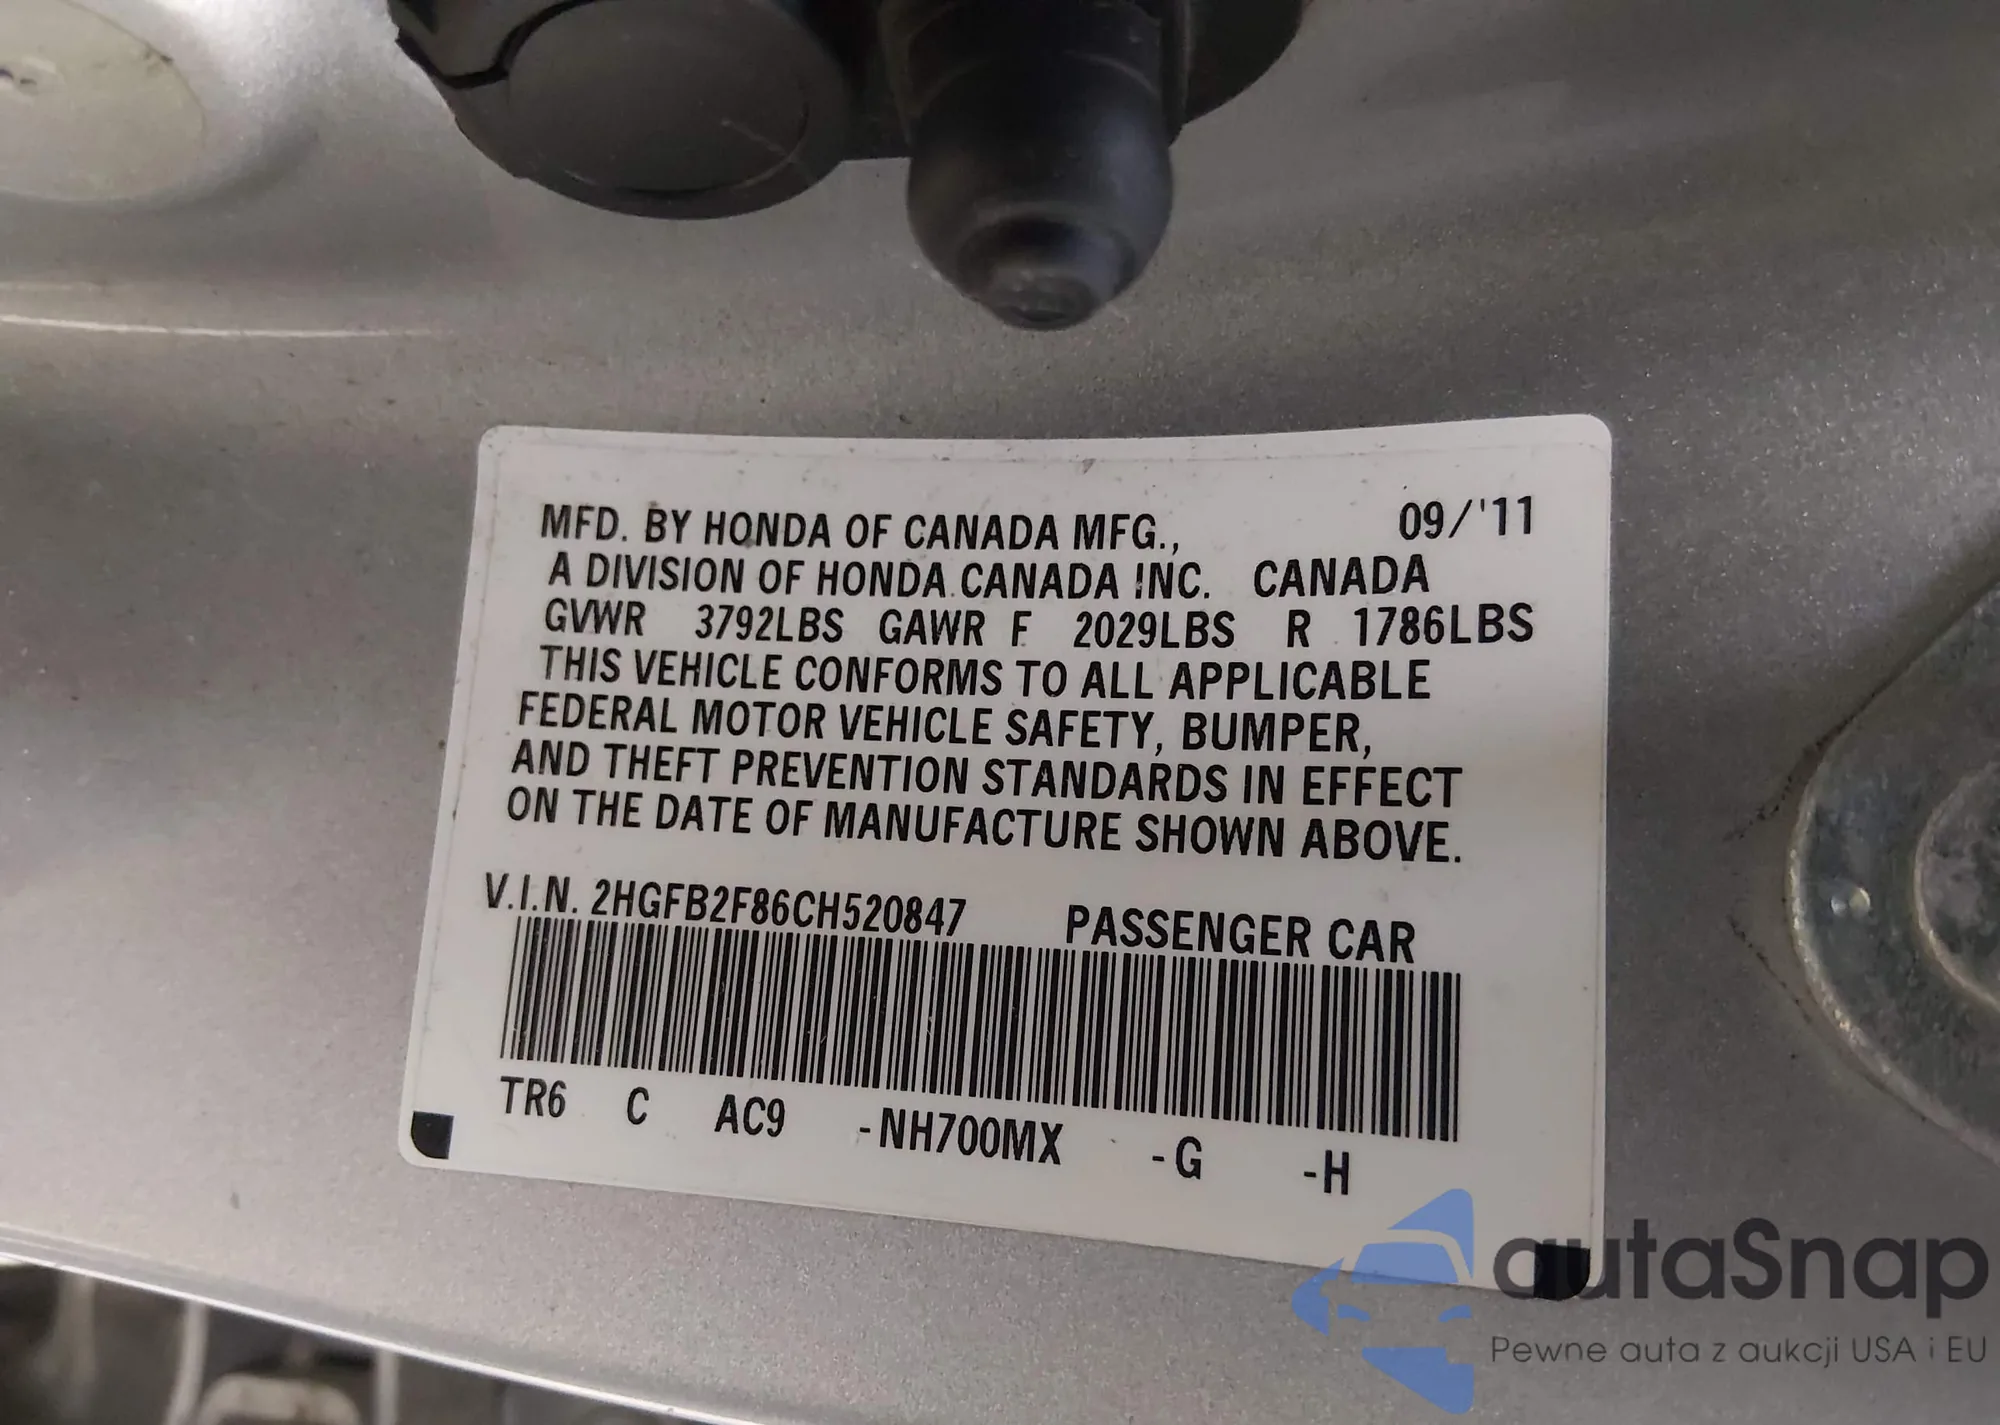 MFD. BY HONDA OF CANADA MFG., 09/'11
A DIVISION OF HONDA CANADA INC. CANADA
GVWR 3792LBS GAWR F 2029LBS R 1786LBS
THIS VEHICLE CONFORMS TO ALL APPLICABLE
FEDERAL MOTOR VEHICLE SAFETY, BUMPER,
AND THEFT PREVENTION STANDARDS IN EFFECT
ON THE DATE OF MANUFACTURE SHOWN ABOVE.
V.I.N. 2HGFB2F86CH520847 PASSENGER CAR
TR6 C AC9 -NH700MX -G -H
autaSnap
Pewne auta z aukcji USA i EU